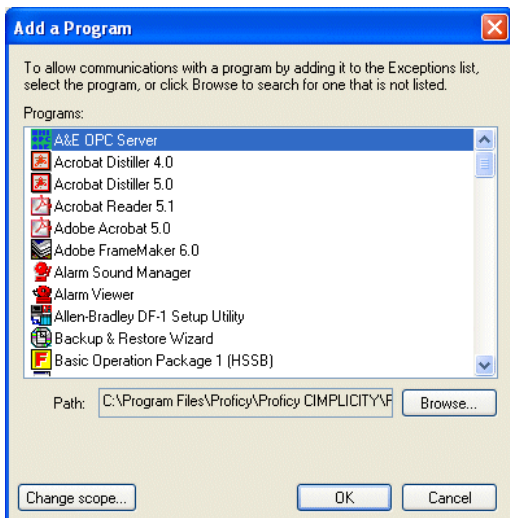 Add a Program
To allow communications with a program by adding it to the Exceptions list,
select the program, or click Browse to search for one that is not listed.
Programs:
A&E OPC Server
Acrobat Distiller 4.0
Acrobat Distiller 5.0
Acrobat Reader 5.1
Adobe Acrobat 5.0
Adobe FrameMaker 6.0
Alarm Sound Manager
Alarm Viewer
Allen-Bradley DF-1 Setup Utility
Backup & Restore Wizard
Basic Operation Package 1 (HSSB)
Path: C:\Program Files\Proficy\Proficy CIMPLICITY\F Browse...
Change scope... OK Cancel